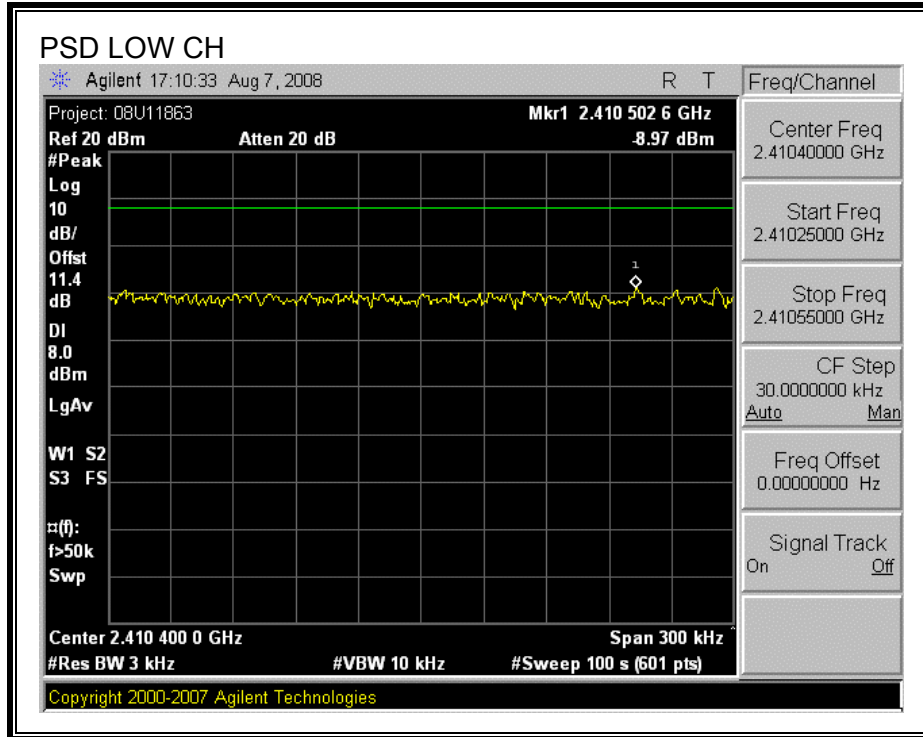 PSD LOW CH
Agilent 17:10:33 Aug 7, 2008 R T
Project: 08U11863 Mkr1 2.410 502 6 GHz
Ref 20 dBm Atten 20 dB -8.97 dBm
#Peak
Log
10
dB/
Offst
11.4
dB
DI
8.0
dBm
LgAv
W1 S2
S3 FS
¤(f):
f>50k
Swp
1
Center 2.410 400 0 GHz Span 300 kHz
#Res BW 3 kHz #VBW 10 kHz #Sweep 100 s (601 pts)
Copyright 2000-2007 Agilent Technologies
Freq/Channel
Center Freq
2.41040000 GHz
Start Freq
2.41025000 GHz
Stop Freq
2.41055000 GHz
CF Step
30.0000000 kHz
Auto Man
Freq Offset
0.00000000 Hz
Signal Track
On Off